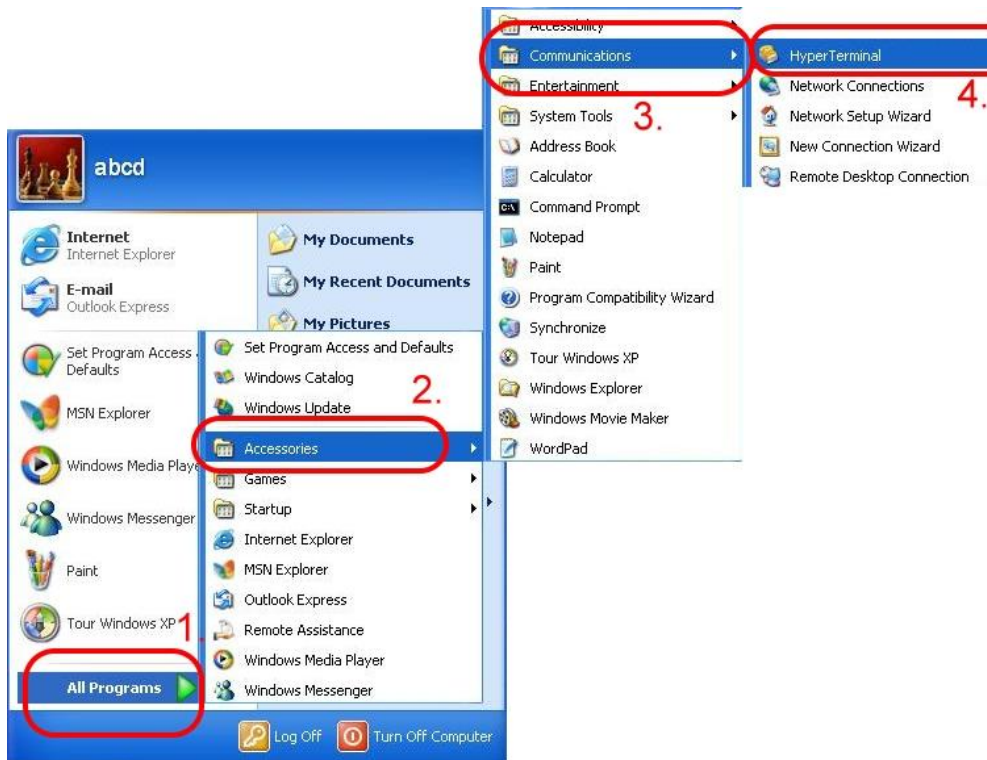 abcd
Internet
Internet Explorer
E-mail
Outlook Express
Set Program Access
Defaults
MSN Explorer
Windows Media Playe
Windows Messenger
Paint
Tour Windows XP
1.
All Programs
My Documents
My Recent Documents
My Pictures
Log Off
Turn Off Computer
Set Program Access and Defaults
Windows Catalog
Windows Update
2.
Accessories
Games
Startup
Internet Explorer
MSN Explorer
Outlook Express
Remote Assistance
Windows Media Player
Windows Messenger
Accessibility
Communications
Entertainment
3.
System Tools
Address Book
Calculator
C:\
Command Prompt
Notepad
Paint
Program Compatibility Wizard
Synchronize
Tour Windows XP
Windows Explorer
Windows Movie Maker
WordPad
HyperTerminal
4.
Network Connections
Network Setup Wizard
New Connection Wizard
Remote Desktop Connection